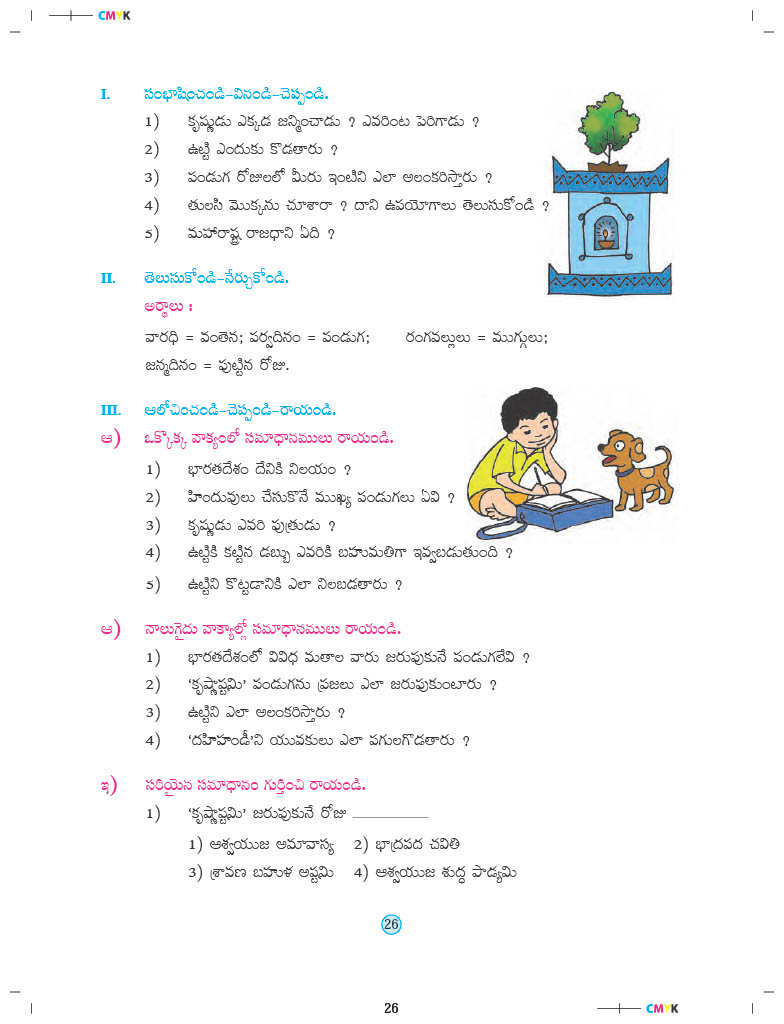 CMYK
I. సంభాషించండి–వినండి–చెప్పండి.
1) కృష్ణుడు ఎక్కడ జన్మించాడు ? ఎవరింట పెరిగాడు ?
2) ఉట్టి ఎందుకు కొడతారు ?
3) పండుగ రోజులలో మీరు ఇంటిని ఎలా అలంకరిస్తారు ?
4) తులసి మొక్కను చూశారా ? దాని ఉపయోగాలు తెలుసుకోండి ?
5) మహారాష్ట్ర రాజధాని ఏది ?
II. తెలుసుకోండి–నేర్చుకోండి.
అర్థాలు :
వారధి = వంతెన; పర్వదినం = పండుగ; రంగవల్లులు = ముగ్గులు;
జన్మదినం = పుట్టిన రోజు.
III. ఆలోచించండి–చెప్పండి–రాయండి.
అ) ఒక్కొక్క వాక్యంలో సమాధానములు రాయండి.
1) భారతదేశం దేనికి నిలయం ?
2) హిందువులు చేసుకొనే ముఖ్య పండుగలు ఏవి ?
3) కృష్ణుడు ఎవరి పుత్రుడు ?
4) ఉట్టికి కట్టిన డబ్బు ఎవరికి బహుమతిగా ఇవ్వబడుతుంది ?
5) ఉట్టిని కొట్టడానికి ఎలా నిలబడతారు ?
ఆ) నాలుగైదు వాక్యాల్లో సమాధానములు రాయండి.
1) భారతదేశంలో వివిధ మతాల వారు జరుపుకునే పండుగలేవి ?
2) ‘కృష్ణాష్టమి’ పండుగను ప్రజలు ఎలా జరుపుకుంటారు ?
3) ఉట్టిని ఎలా అలంకరిస్తారు ?
4) ‘దహిహండీ’ని యువకులు ఎలా పగులగొడతారు ?
ఇ) సరియైన సమాధానం గుర్తించి రాయండి.
1) ‘కృష్ణాష్టమి’ జరుపుకునే రోజు ____________
1) ఆశ్వయుజ అమావాస్య 2) భాద్రపద చవితి
3) శ్రావణ బహుళ అష్టమి 4) ఆశ్వయుజ శుద్ధ పాడ్యమి
26
26
CMYK